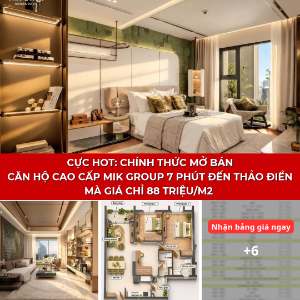 CỰC HOT: CHÍNH THỨC MỞ BÁN
CĂN HỘ CAO CẤP MIK GROUP 7 PHÚT ĐẾN THẢO ĐIỀN
MÀ GIÁ CHỈ 88 TRIỆU/M2
Nhận bảng giá ngay
+6